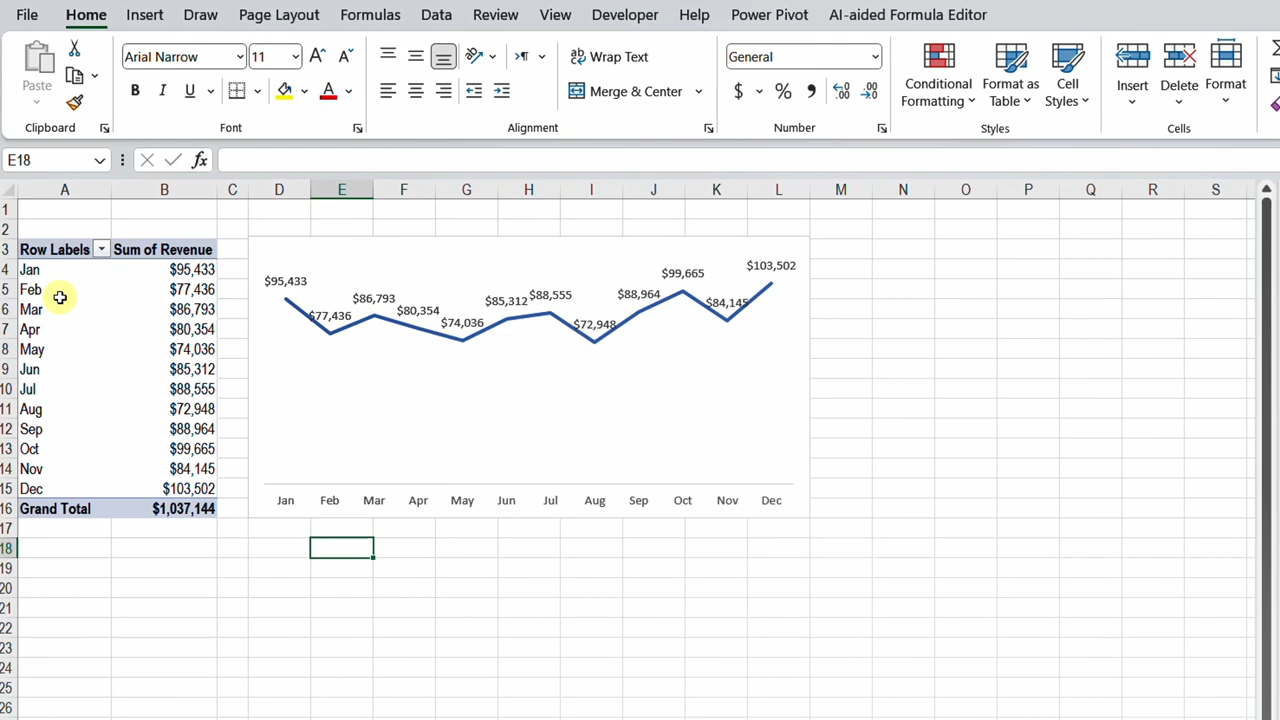 File Home Insert Draw Page Layout Formulas Data Review View Developer Help Power Pivot AI-aided Formula Editor
Paste
Arial Narrow 11 A A
B I U A
Wrap Text
Merge & Center
General
$ % 9 .00
Conditional Formatting
Format as Table
Cell Styles
Insert Delete Format
Clipboard Font Alignment Number Styles Cells
E18 fx
A B C D E F G H I J K L M N O P Q R S
1
2
3 Row Labels Sum of Revenue
4 Jan $95,433
5 Feb $77,436
6 Mar $86,793
7 Apr $80,354
8 May $74,036
9 Jun $85,312
10 Jul $88,555
11 Aug $72,948
12 Sep $88,964
13 Oct $99,665
14 Nov $84,145
15 Dec $103,502
16 Grand Total $1,037,144
17
18
19
20
21
22
23
24
25
26
$95,433 $77,436 $86,793 $80,354 $74,036 $85,312 $88,555 $72,948 $88,964 $99,665 $84,145 $103,502
Jan Feb Mar Apr May Jun Jul Aug Sep Oct Nov Dec